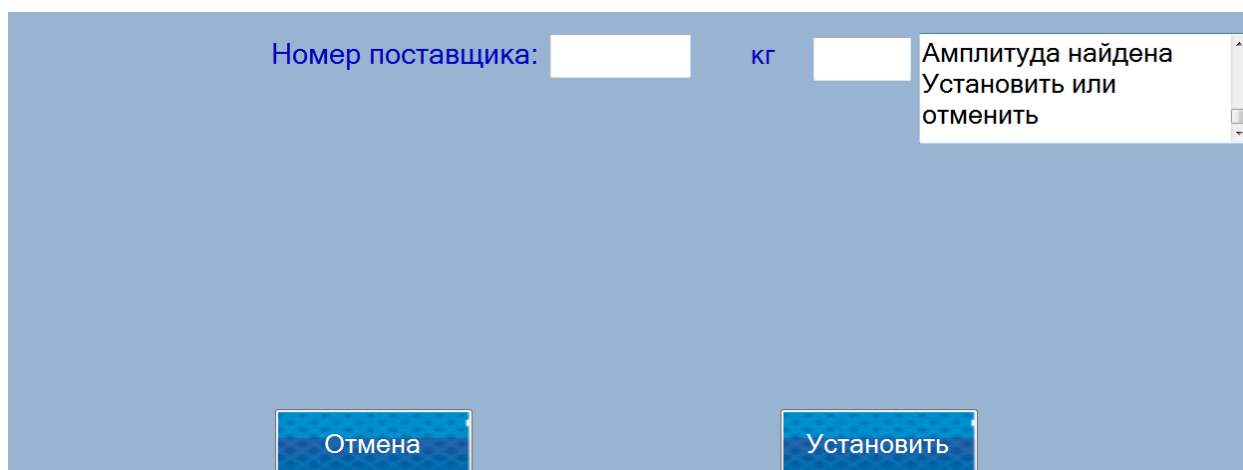 Номер поставщика:
кг
Амплитуда найдена
Установить или
отменить
Отмена
Установить